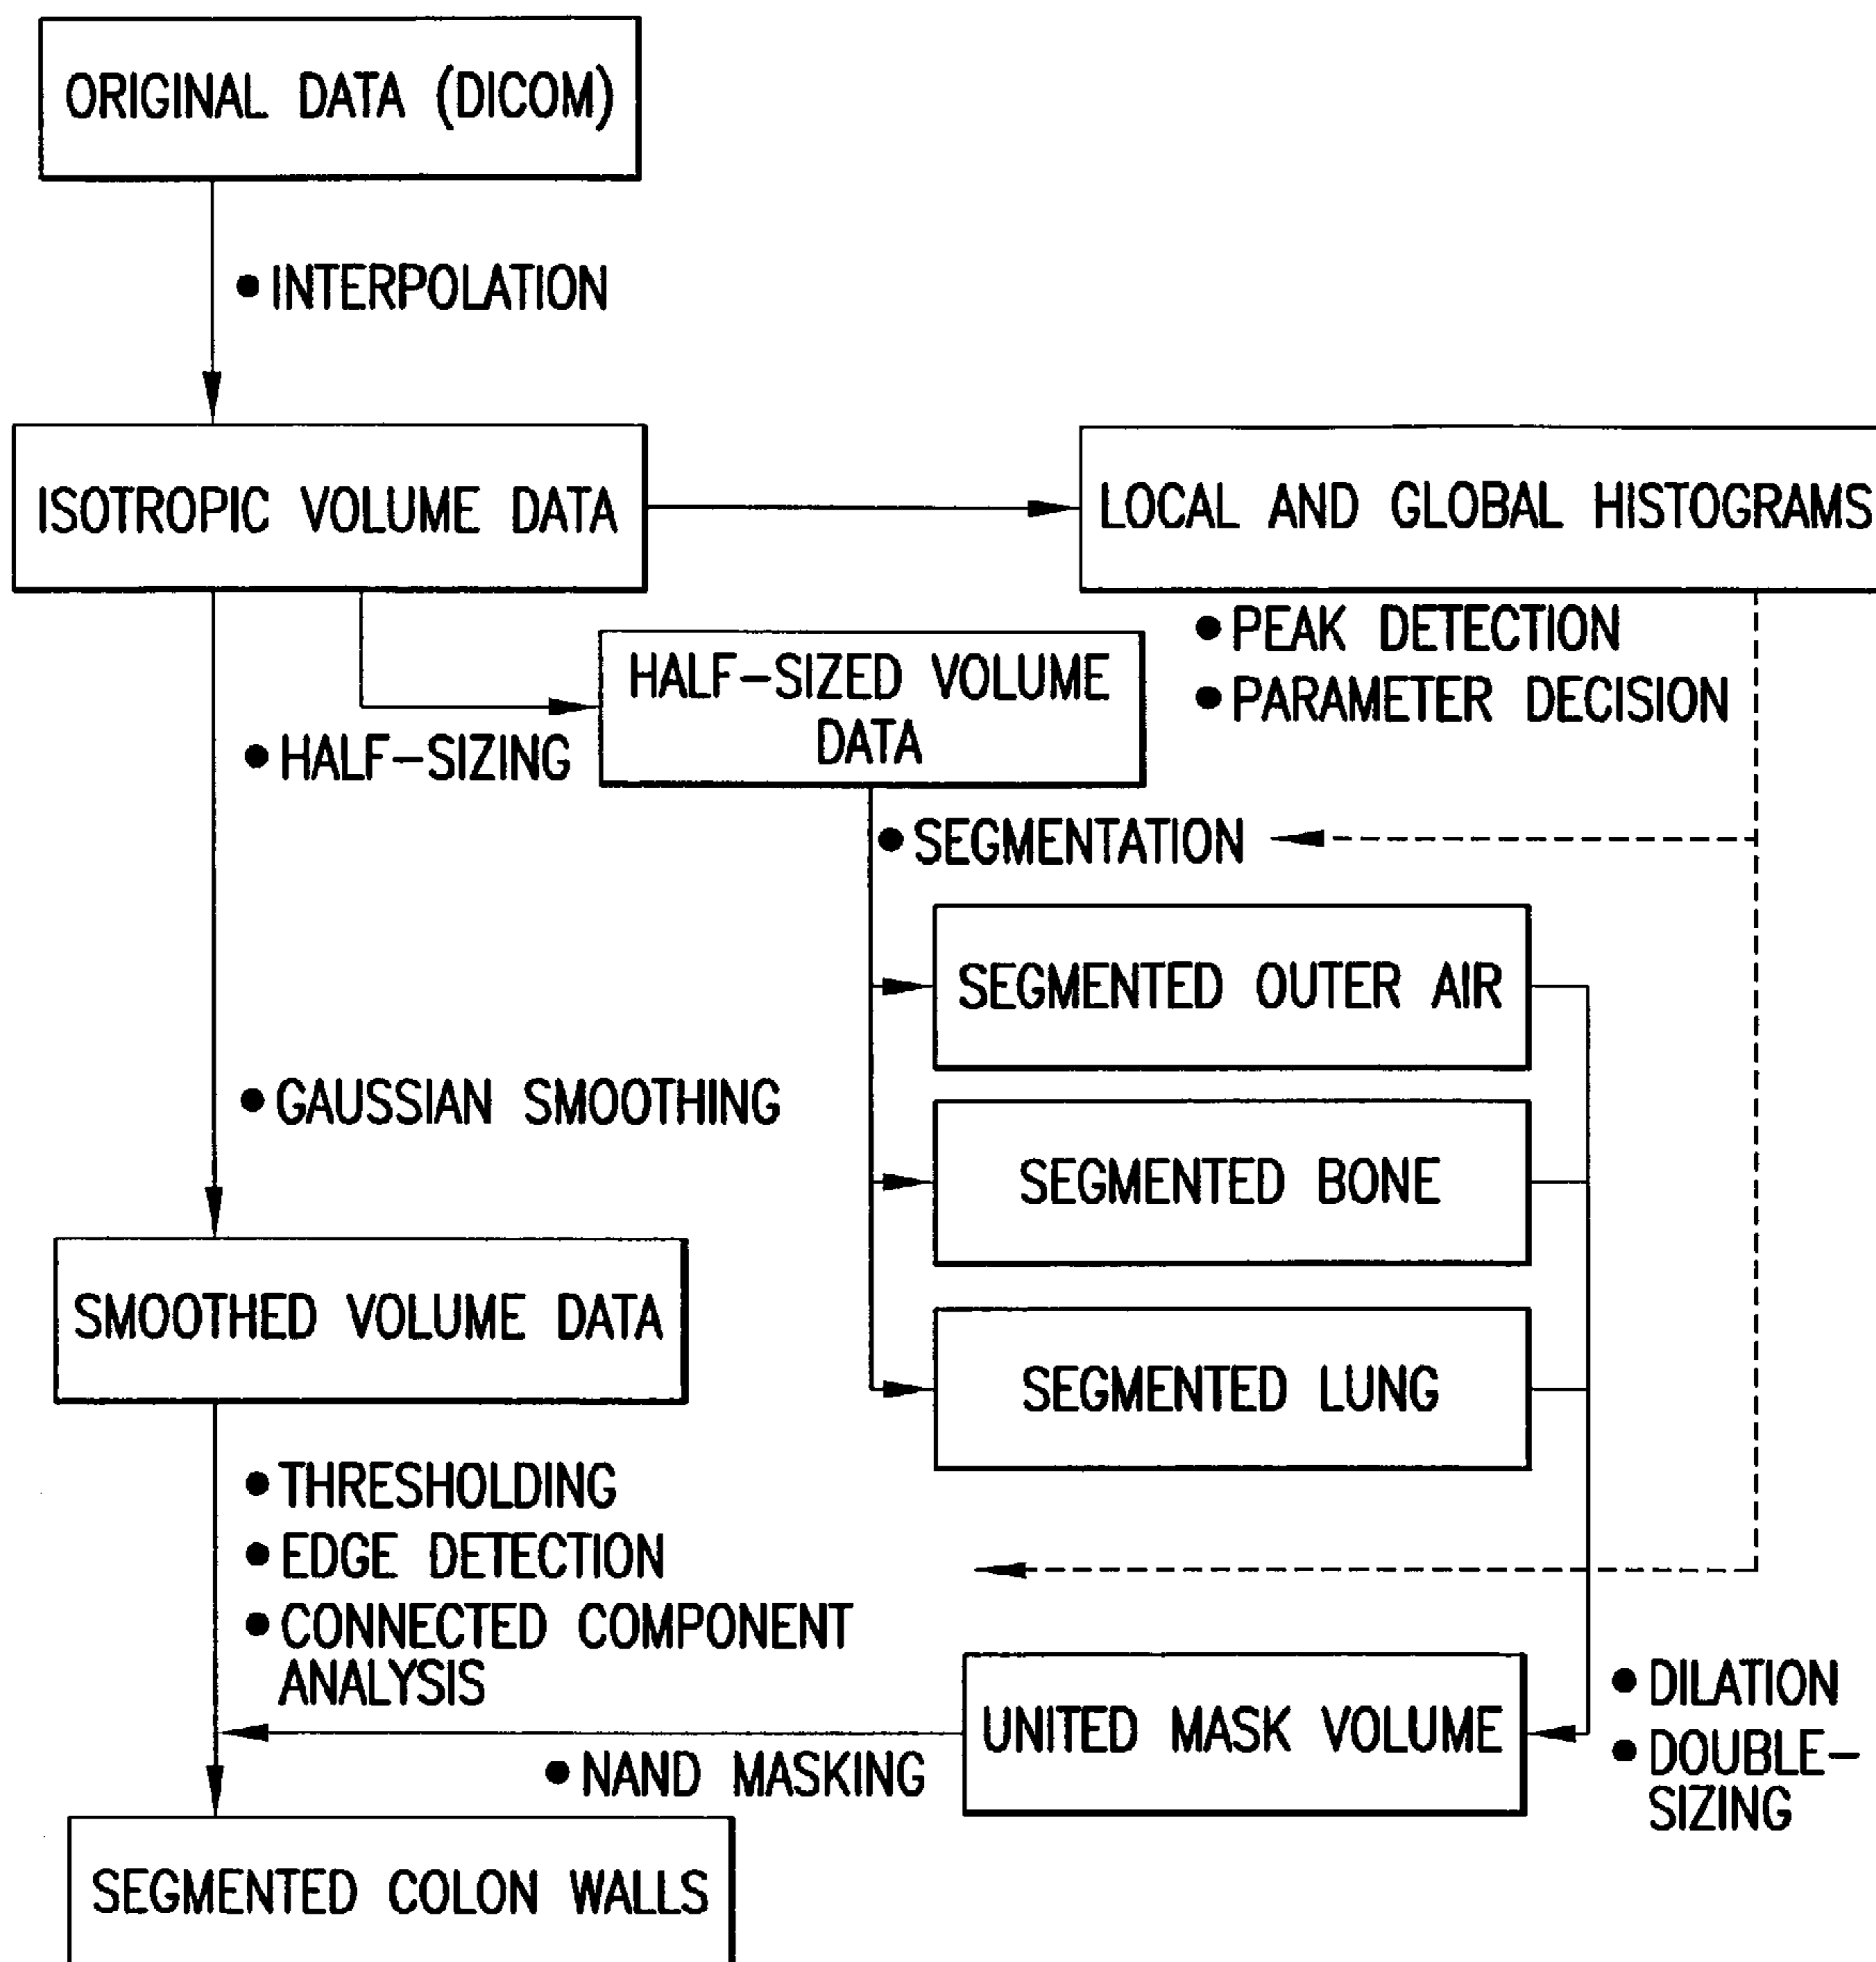 ORIGINAL DATA (DICOM)
● INTERPOLATION
ISOTROPIC VOLUME DATA
LOCAL AND GLOBAL HISTOGRAMS
● PEAK DETECTION
● PARAMETER DECISION
HALF-SIZED VOLUME
DATA
● HALF-SIZING
● SEGMENTATION
SEGMENTED OUTER AIR
● GAUSSIAN SMOOTHING
SEGMENTED BONE
SMOOTHED VOLUME DATA
SEGMENTED LUNG
● THRESHOLDING
● EDGE DETECTION
● CONNECTED COMPONENT
ANALYSIS
UNITED MASK VOLUME
● DILATION
● DOUBLE-
SIZING
● NAND MASKING
SEGMENTED COLON WALLS